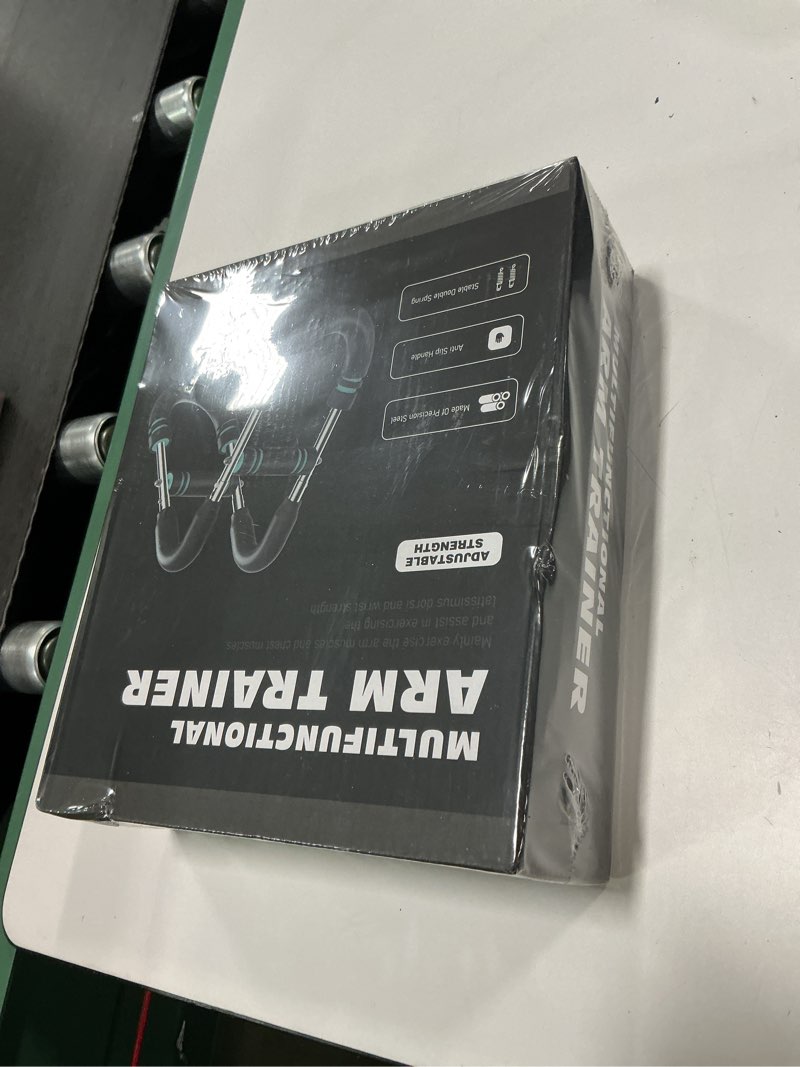 MULTIFUNCTIONAL
ARM TRAINER
Mainly exercise the arm muscles and chest muscles
and assist in exercising the
latissimus dorsi and wrist strength
ADJUSTABLE
STRENGTH
Made Of Precision Steel
Anti Slip Handle
Stable Double Spring
MULTIFUNCTIONAL
ARM TRAINER